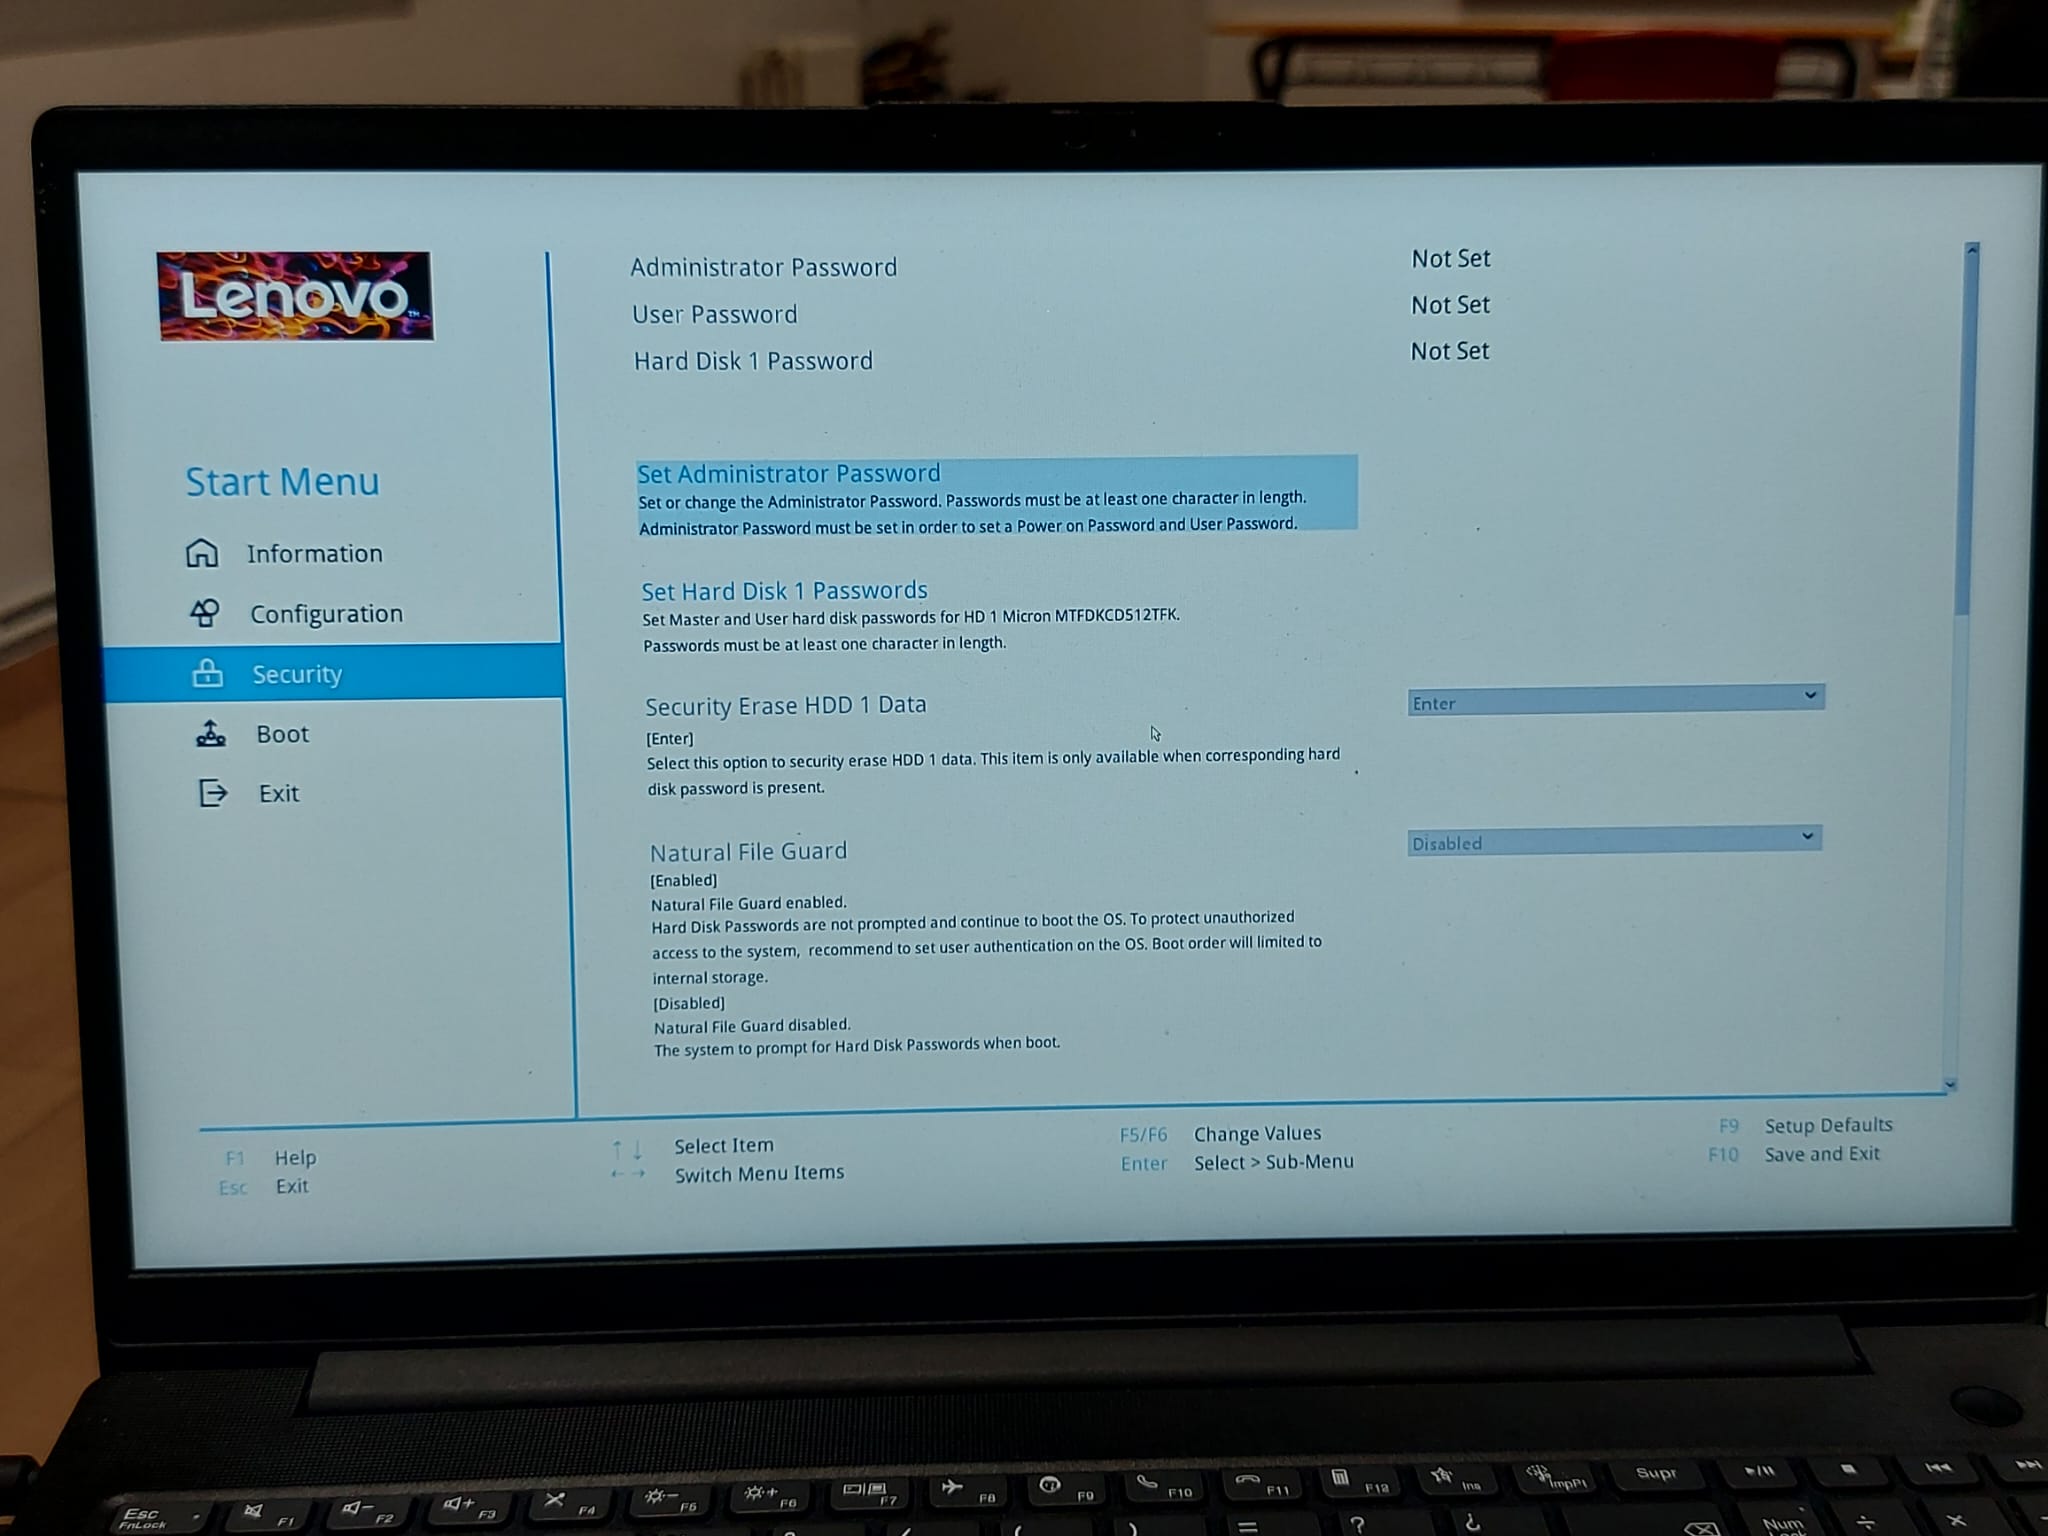 Lenovo™
Start Menu
Information
Configuration
Security
Boot
Exit
Administrator Password Not Set
User Password Not Set
Hard Disk 1 Password Not Set
Set Administrator Password
Set or change the Administrator Password. Passwords must be at least one character in length.
Administrator Password must be set in order to set a Power on Password and User Password.
Set Hard Disk 1 Passwords
Set Master and User hard disk passwords for HD 1 Micron MTFDKCD512TFK.
Passwords must be at least one character in length.
Security Erase HDD 1 Data Enter
[Enter]
Select this option to security erase HDD 1 data. This item is only available when corresponding hard
disk password is present.
Natural File Guard Disabled
[Enabled]
Natural File Guard enabled.
Hard Disk Passwords are not prompted and continue to boot the OS. To protect unauthorized
access to the system, recommend to set user authentication on the OS. Boot order will limited to
internal storage.
[Disabled]
Natural File Guard disabled.
The system to prompt for Hard Disk Passwords when boot.
F1 Help ↑ ↓ Select Item F5/F6 Change Values F9 Setup Defaults
Esc Exit ← → Switch Menu Items Enter Select > Sub-Menu F10 Save and Exit
Esc F1 F2 F3 F4 F5 F6 F7 F8 F9 F10 F11 F12 Ins ImpPt Supr
FnLock
= ? ¿ Num ÷ ×